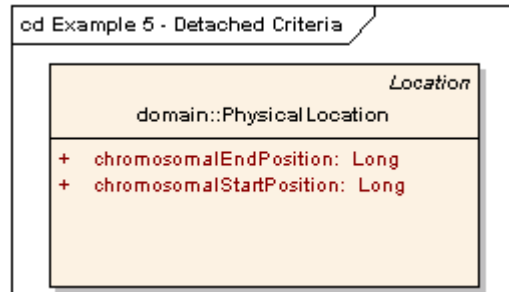 cd Example 5 - Detached Criteria
Location
domain::PhysicalLocation
+ chromosomalEndPosition: Long
+ chromosomalStartPosition: Long